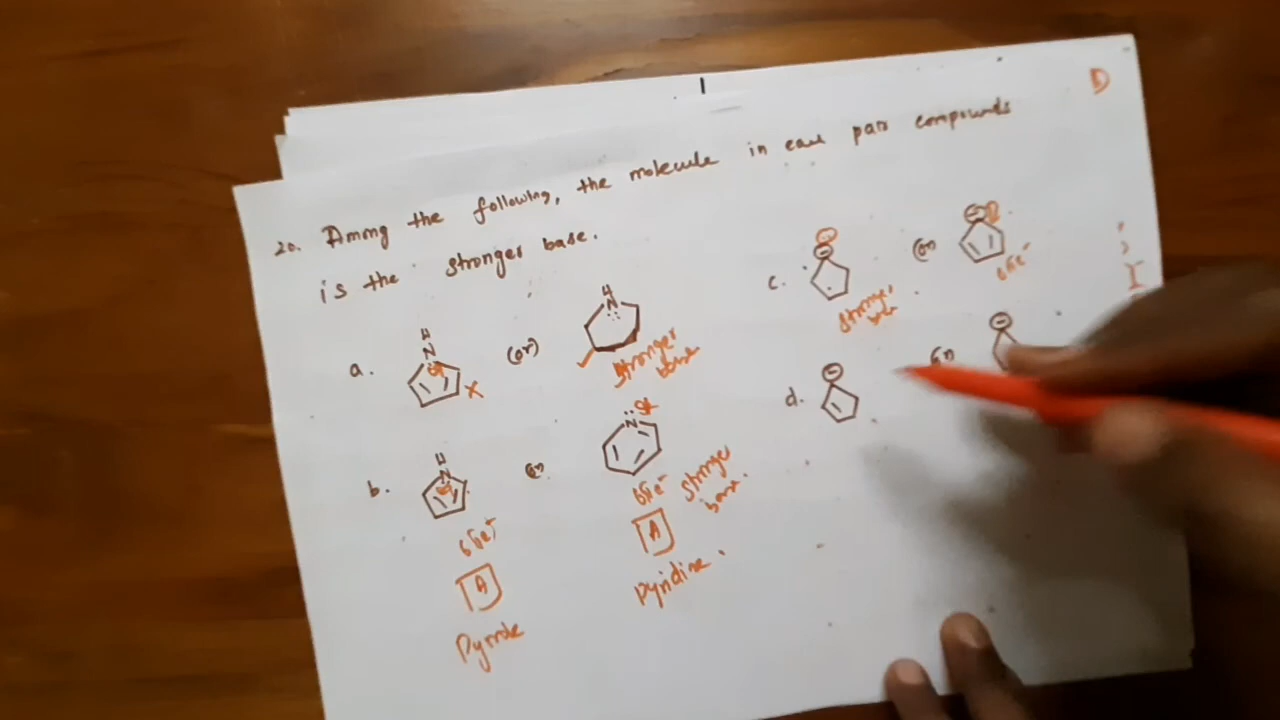 20. Among the following, the molecule in each pair compounds
is the stronger base.
a.
H
N
X
(or)
H
N
Stronger
base
b.
H
N
6πe⁻
A
Pyrrole
or
N
6πe⁻
A
Pyridine.
Stronger
base.
c.
Stronger
base
(or)
6πe⁻
d.
or